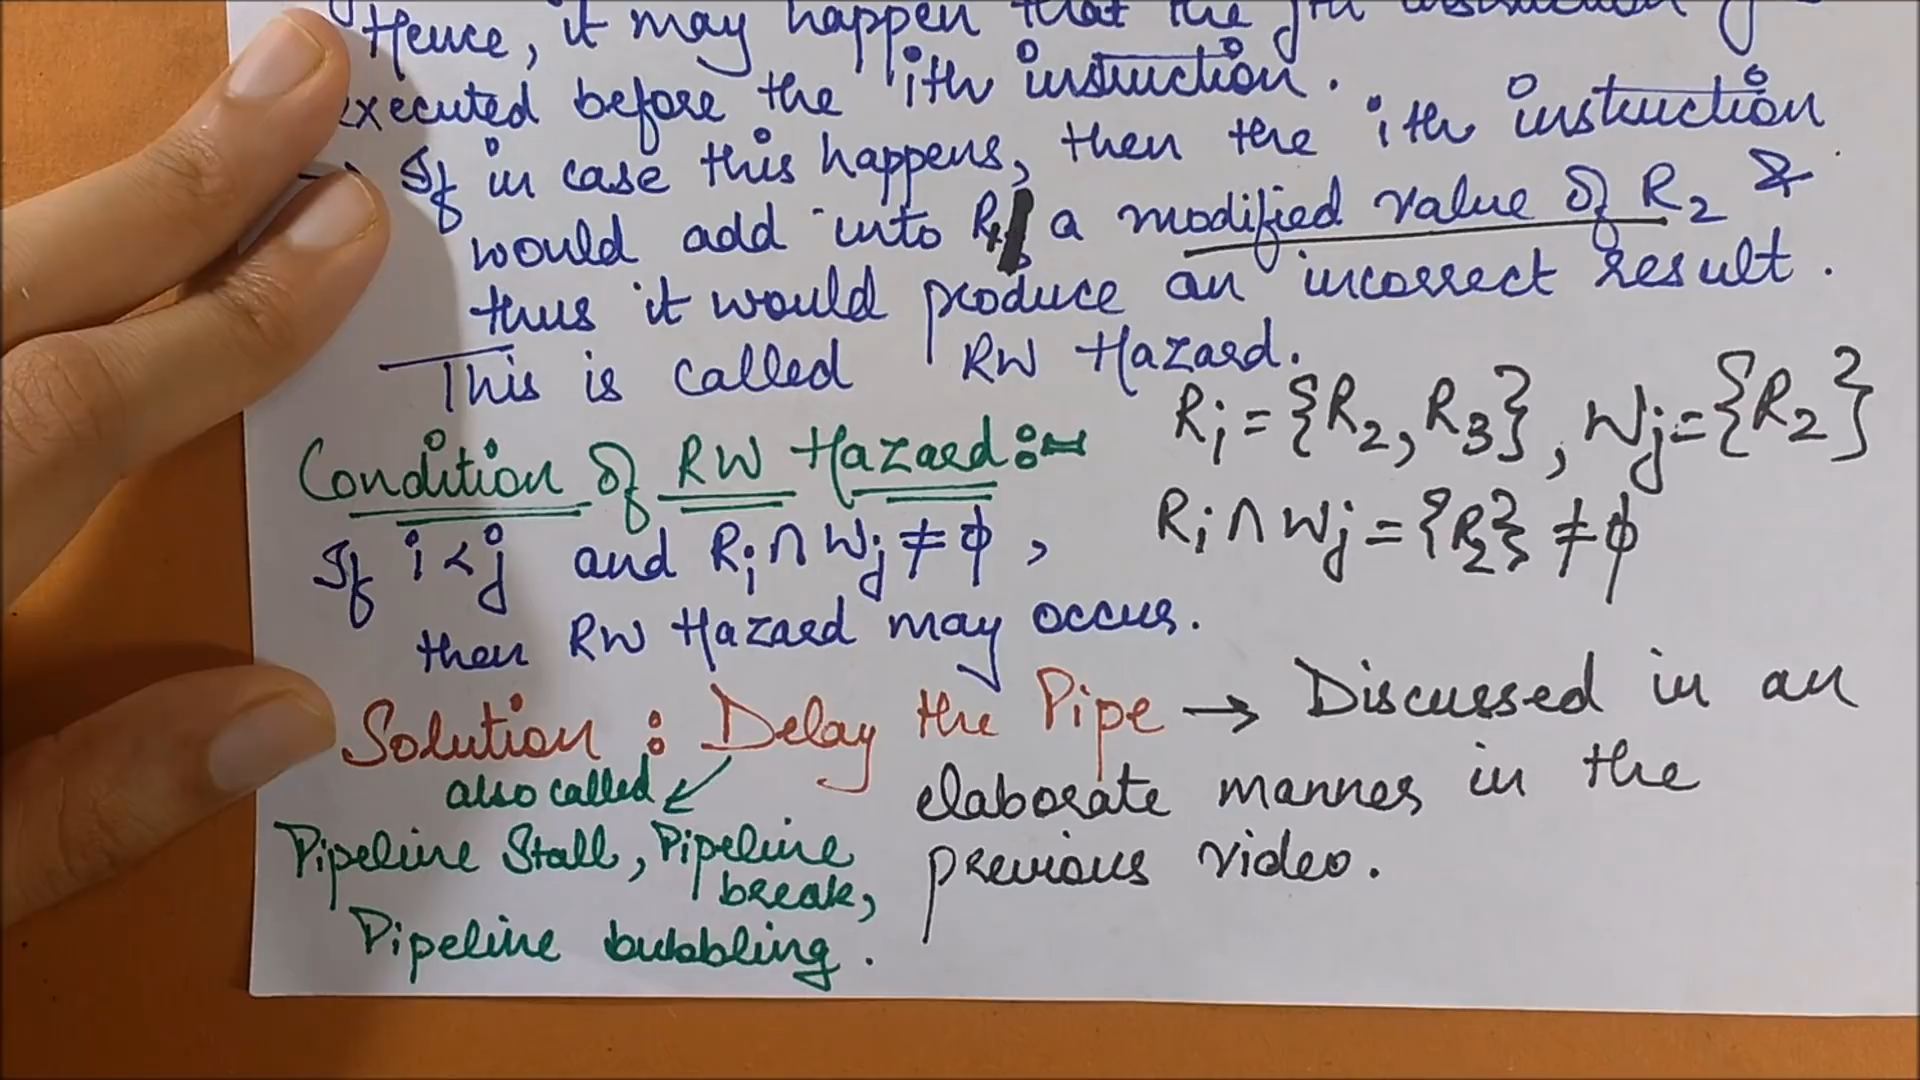 Hence, it may happen that the jth instruction
executed before the ith instruction.
→ If in case this happens, then the ith instruction
would add into R1 a modified value of R2 &
thus it would produce an incorrect result.
This is called RW Hazard.
Ri = {R2, R3}, Wj = {R2}
Condition of RW Hazard :-
Ri ∩ Wj = {R2} ≠ ϕ
If i < j and Ri ∩ Wj ≠ ϕ,
then RW Hazard may occur.
Solution : Delay the Pipe → Discussed in an
elaborate manner in the
previous video.
also called
Pipeline Stall, Pipeline
break,
Pipeline bubbling.